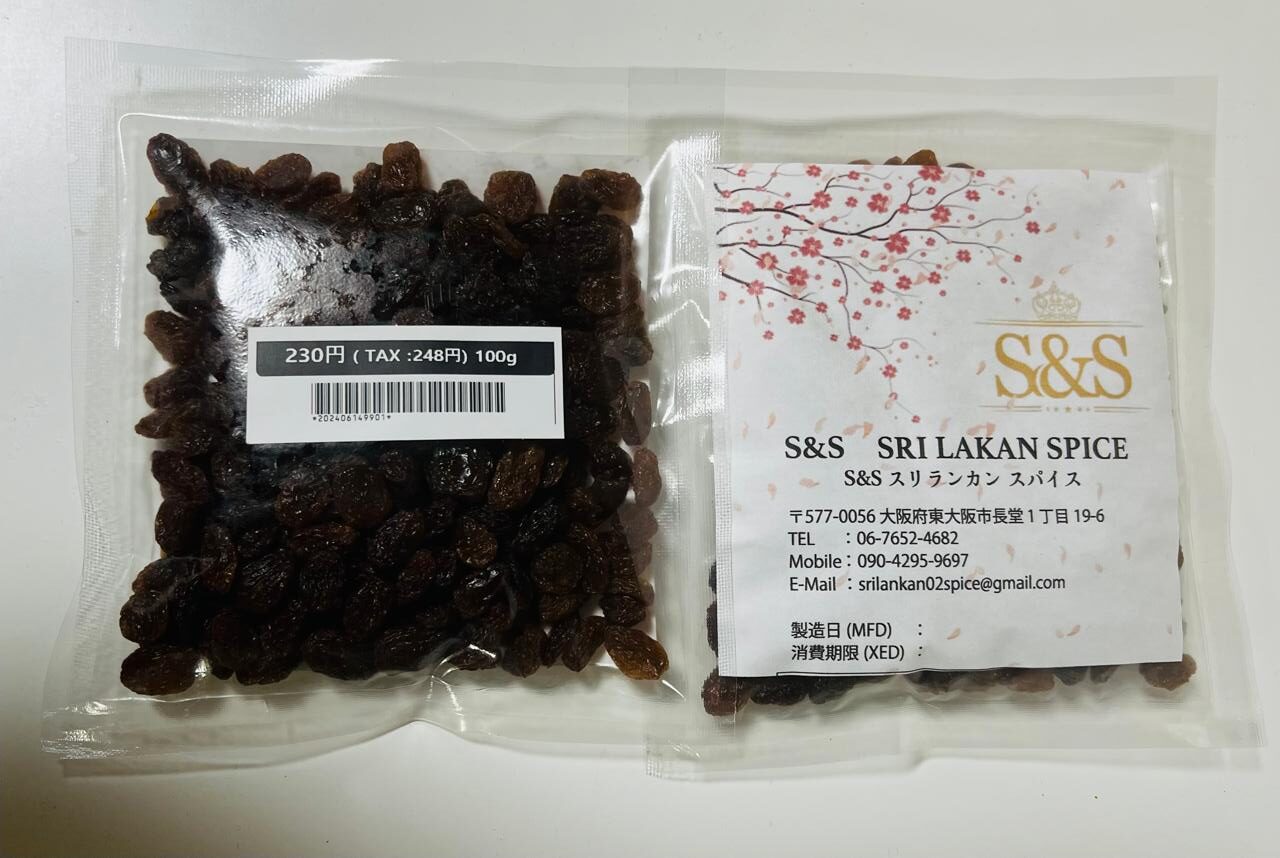 230円 ( TAX :248円) 100g
*202406149901*
S&S
S&S SRI LAKAN SPICE
S&S スリランカン スパイス
〒577-0056 大阪府東大阪市長堂1丁目19-6
TEL : 06-7652-4682
Mobile : 090-4295-9697
E-Mail : srilankan02spice@gmail.com
製造日 (MFD) :
消費期限 (XED) :